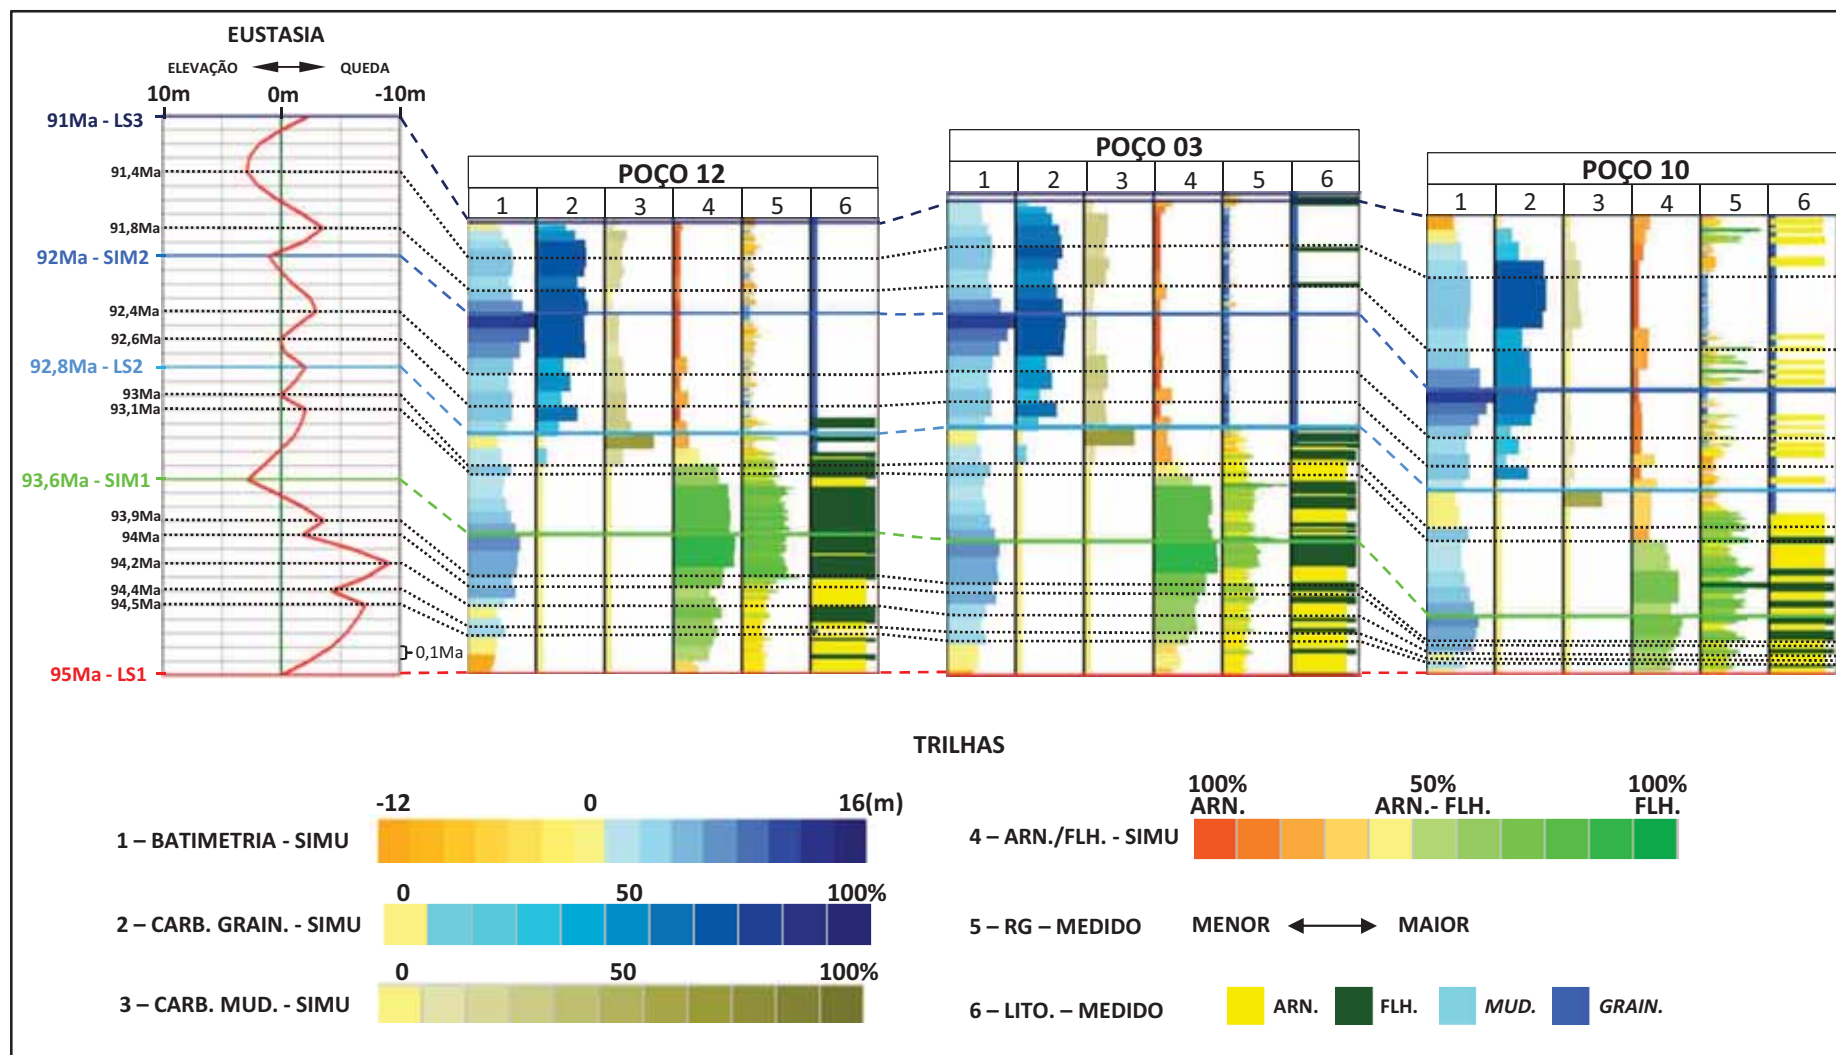 EUSTASIA
ELEVAÇÃO QUEDA
10m 0m -10m
91Ma - LS3
91,4Ma
91,8Ma
92Ma - SIM2
92,4Ma
92,6Ma
92,8Ma - LS2
93Ma
93,1Ma
93,6Ma - SIM1
93,9Ma
94Ma
94,2Ma
94,4Ma
94,5Ma
0,1Ma
95Ma - LS1
POÇO 12
1 2 3 4 5 6
POÇO 03
1 2 3 4 5 6
POÇO 10
1 2 3 4 5 6
TRILHAS
-12 0 16(m)
1 – BATIMETRIA - SIMU
0 50 100%
2 – CARB. GRAIN. - SIMU
0 50 100%
3 – CARB. MUD. - SIMU
100% 50% 100%
ARN. ARN.- FLH. FLH.
4 – ARN./FLH. - SIMU
5 – RG – MEDIDO MENOR MAIOR
6 – LITO. – MEDIDO ARN. FLH. MUD. GRAIN.